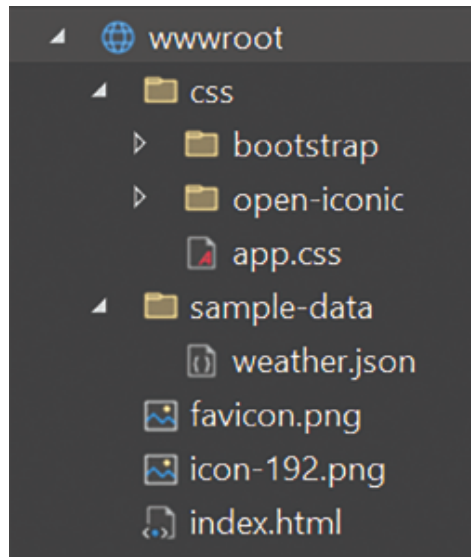 wwwroot
css
bootstrap
open-iconic
app.css
sample-data
weather.json
favicon.png
icon-192.png
index.html